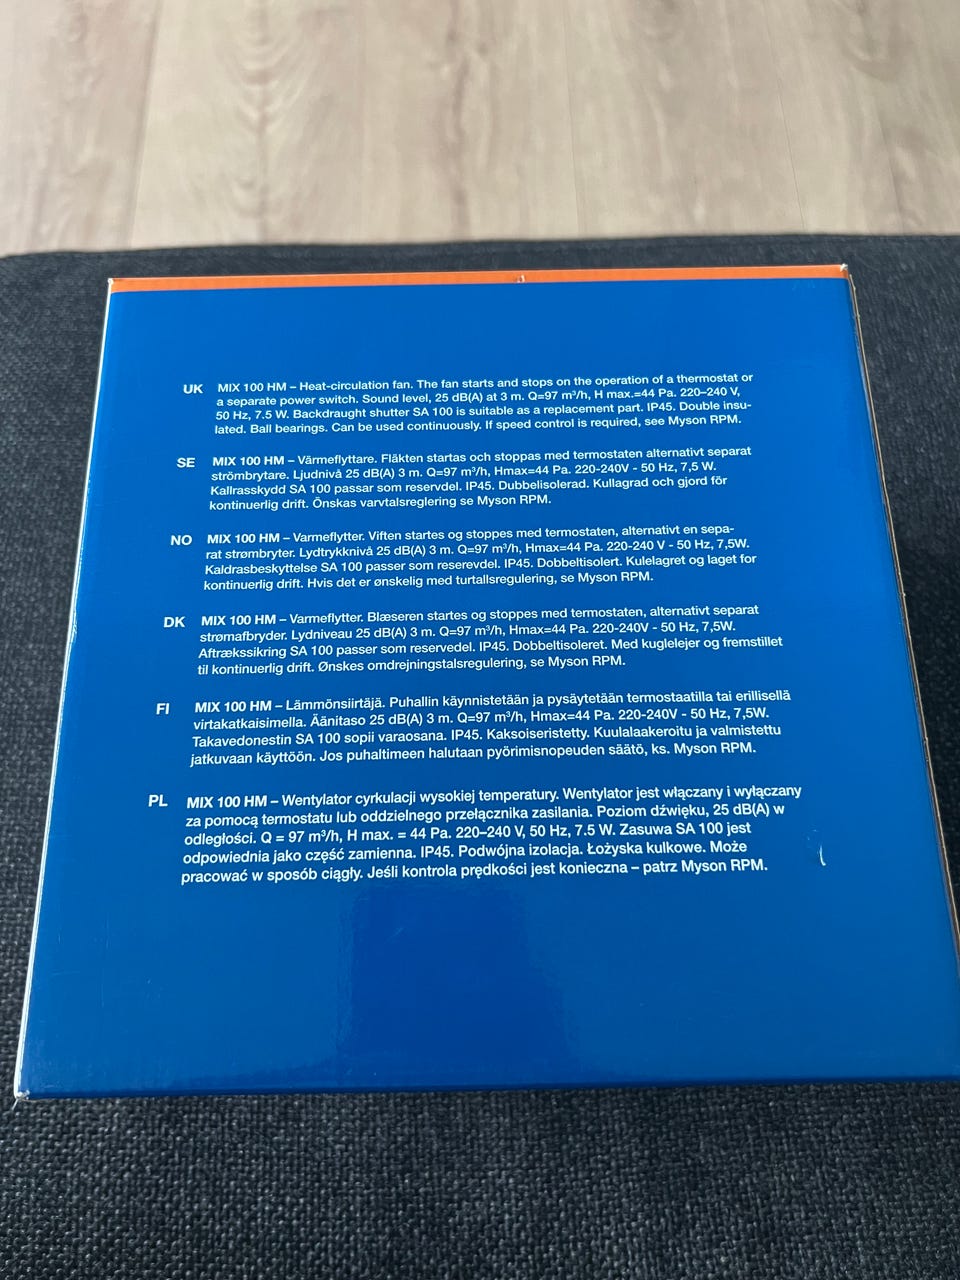 UK MIX 100 HM – Heat-circulation fan. The fan starts and stops on the operation of a thermostat or
a separate power switch. Sound level, 25 dB(A) at 3 m. Q=97 m³/h, H max.=44 Pa. 220–240 V,
50 Hz, 7.5 W. Backdraught shutter SA 100 is suitable as a replacement part. IP45. Double insu-
lated. Ball bearings. Can be used continuously. If speed control is required, see Myson RPM.
SE MIX 100 HM – Värmeflyttare. Fläkten startas och stoppas med termostaten alternativt separat
strömbrytare. Ljudnivå 25 dB(A) 3 m. Q=97 m³/h, Hmax=44 Pa. 220-240V - 50 Hz, 7,5 W.
Kallrasskydd SA 100 passar som reservdel. IP45. Dubbelisolerad. Kullagrad och gjord för
kontinuerlig drift. Önskas varvtalsreglering se Myson RPM.
NO MIX 100 HM – Varmeflytter. Viften startes og stoppes med termostaten, alternativt en sepa-
rat strømbryter. Lydtrykknivå 25 dB(A) 3 m. Q=97 m³/h, Hmax=44 Pa. 220-240 V - 50 Hz, 7,5W.
Kaldrasbeskyttelse SA 100 passer som reserevdel. IP45. Dobbeltisolert. Kulelagret og laget for
kontinuerlig drift. Hvis det er ønskelig med turtallsregulering, se Myson RPM.
DK MIX 100 HM – Varmeflytter. Blæseren startes og stoppes med termostaten, alternativt separat
strømafbryder. Lydniveau 25 dB(A) 3 m. Q=97 m³/h, Hmax=44 Pa. 220-240V - 50 Hz, 7,5W.
Aftrækssikring SA 100 passer som reservedel. IP45. Dobbeltisoleret. Med kuglelejer og fremstillet
til kontinuerlig drift. Ønskes omdrejningstalsregulering, se Myson RPM.
FI MIX 100 HM – Lämmönsiirtäjä. Puhallin käynnistetään ja pysäytetään termostaatilla tai erillisellä
virtakatkaisimella. Äänitaso 25 dB(A) 3 m. Q=97 m³/h, Hmax=44 Pa. 220-240V - 50 Hz, 7,5W.
Takavedonestin SA 100 sopii varaosana. IP45. Kaksoiseristetty. Kuulalaakeroitu ja valmistettu
jatkuvaan käyttöön. Jos puhaltimeen halutaan pyörimisnopeuden säätö, ks. Myson RPM.
PL MIX 100 HM – Wentylator cyrkulacji wysokiej temperatury. Wentylator jest włączany i wyłączany
za pomocą termostatu lub oddzielnego przełącznika zasilania. Poziom dźwięku, 25 dB(A) w
odległości. Q = 97 m³/h, H max. = 44 Pa. 220–240 V, 50 Hz, 7.5 W. Zasuwa SA 100 jest
odpowiednia jako część zamienna. IP45. Podwójna izolacja. Łożyska kulkowe. Może
pracować w sposób ciągły. Jeśli kontrola prędkości jest konieczna – patrz Myson RPM.